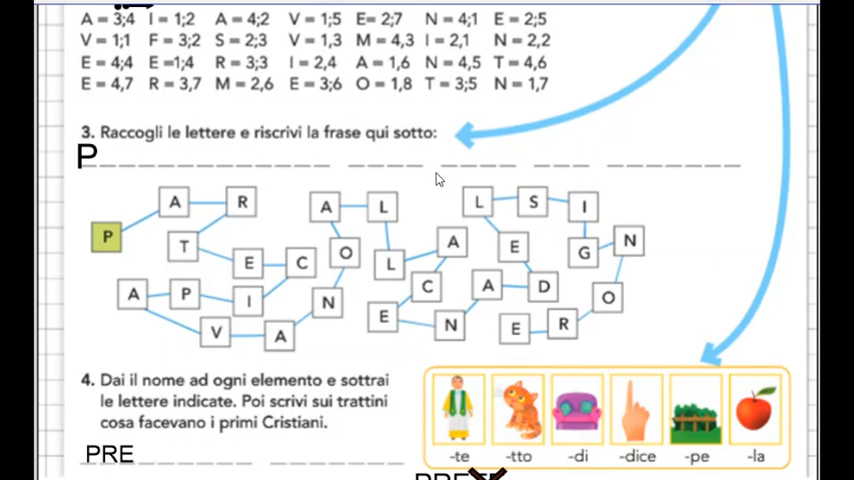 A = 3;4 I = 1;2 A = 4;2 V = 1;5 E= 2;7 N = 4;1 E = 2;5
V = 1;1 F = 3;2 S = 2;3 V = 1,3 M = 4,3 I = 2,1 N = 2,2
E = 4;4 E =1;4 R = 3;3 I = 2,4 A = 1,6 N = 4,5 T = 4,6
E = 4,7 R = 3,7 M = 2,6 E = 3;6 O = 1,8 T = 3;5 N = 1,7
3. Raccogli le lettere e riscrivi la frase qui sotto:
P
A R A L L S I
P T E C O L A E G N
A P I N C A D O
V A E N E R
4. Dai il nome ad ogni elemento e sottrai
le lettere indicate. Poi scrivi sui trattini
cosa facevano i primi Cristiani.
-te -tto -di -dice -pe -la
PRE